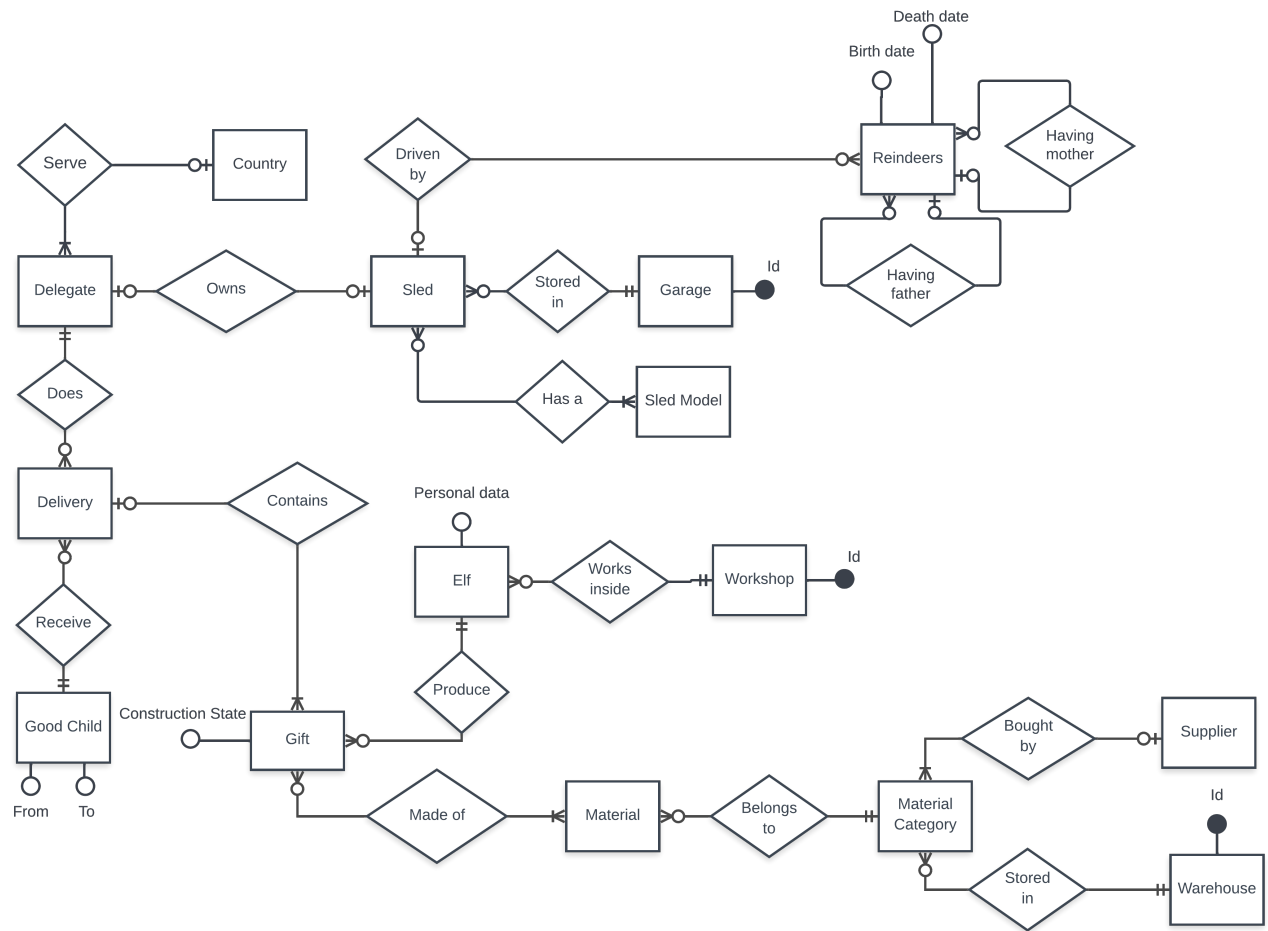 Death date
Birth date
Serve
Country
Driven
by
Reindeers
Having
mother
Delegate
Owns
Sled
Stored
in
Garage
Id
Having
father
Does
Has a
Sled Model
Delivery
Contains
Personal data
Elf
Works
inside
Workshop
Id
Receive
Produce
Good Child
Construction State
Gift
From
To
Made of
Material
Belongs
to
Material
Category
Bought
by
Supplier
Id
Stored
in
Warehouse